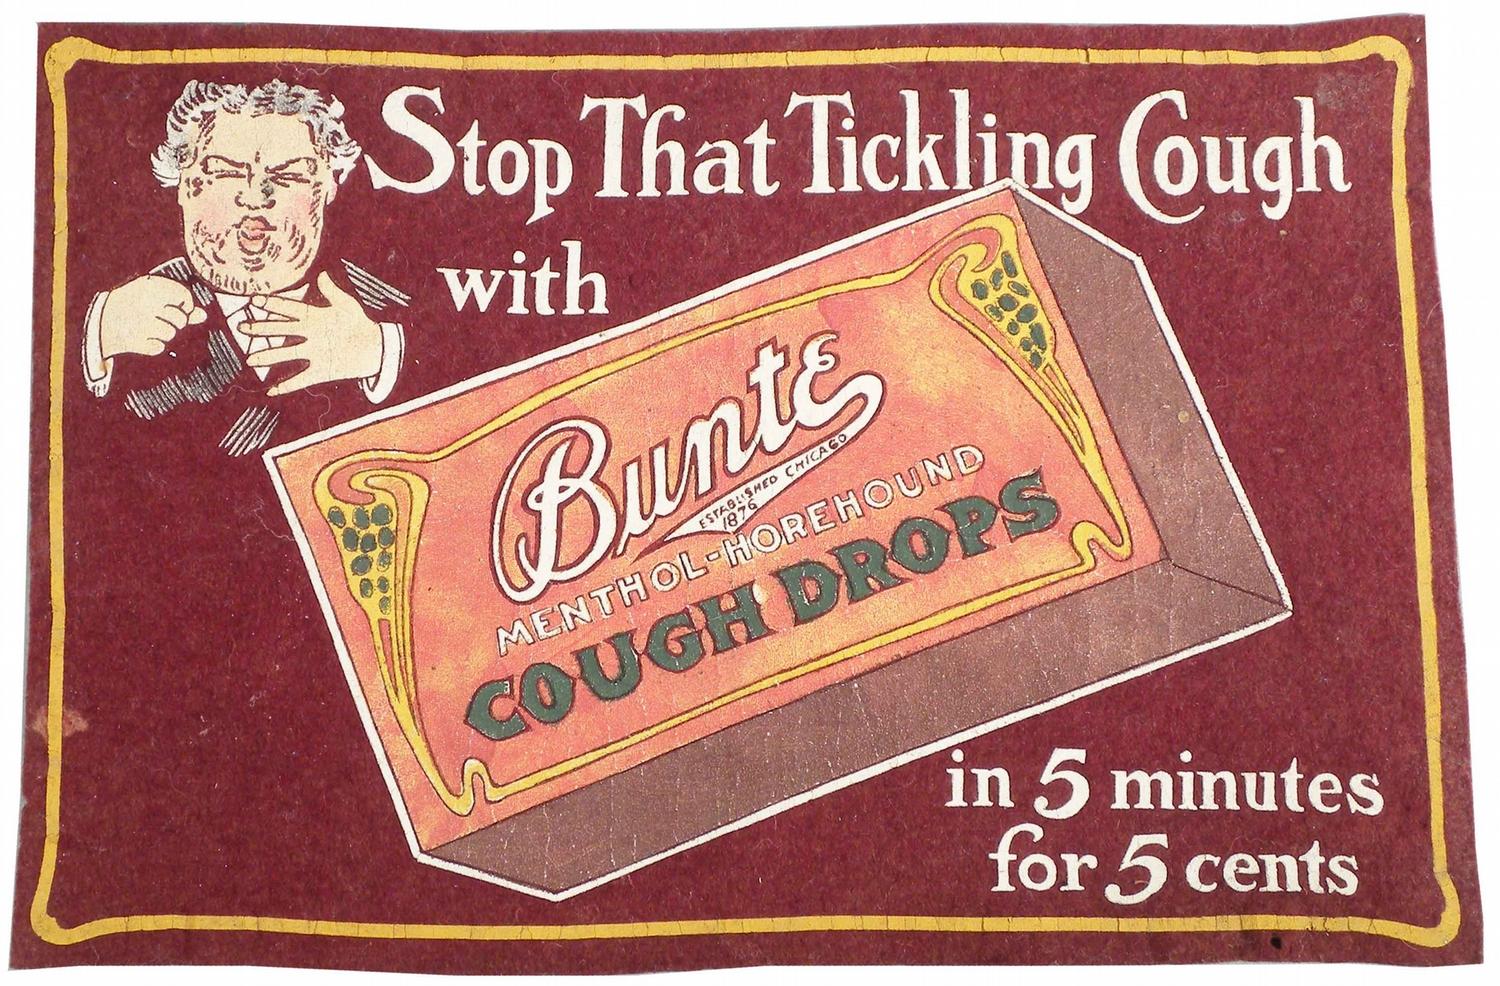 Stop That Tickling Cough
with
Bunte
ESTABLISHED CHICAGO
1876
MENTHOL-HOREHOUND
COUGH DROPS
in 5 minutes
for 5 cents